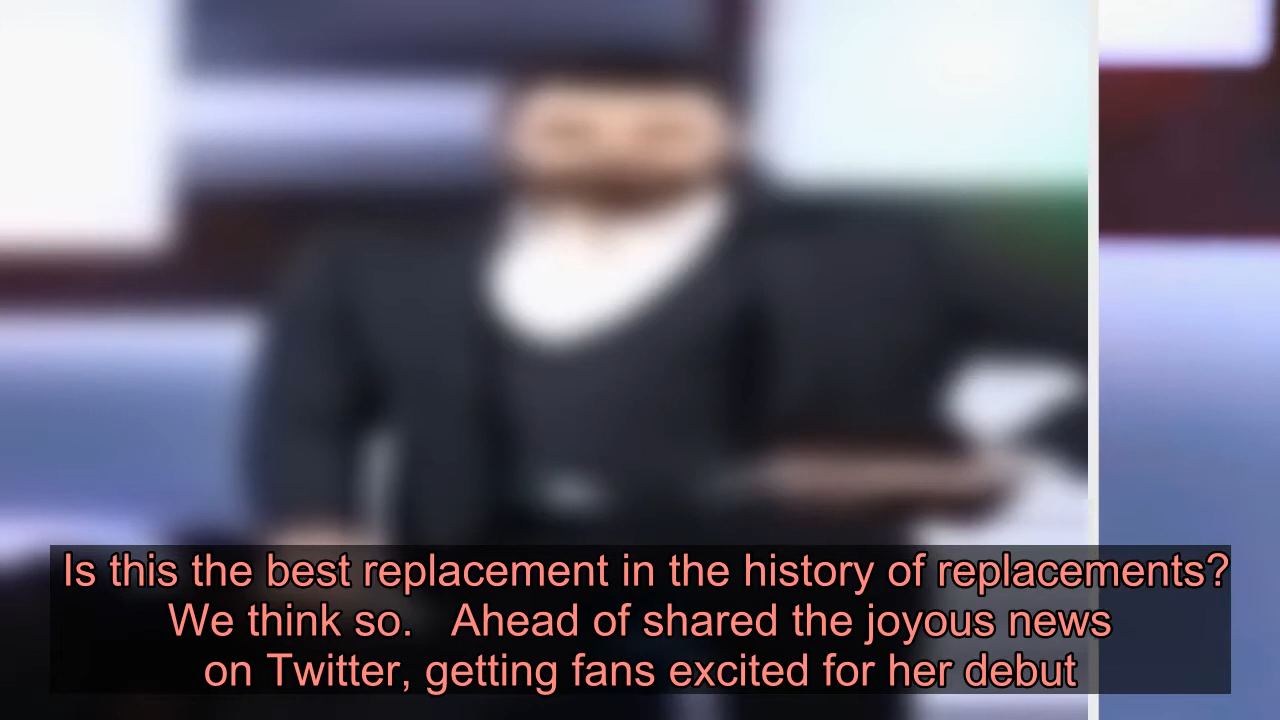 Is this the best replacement in the history of replacements?
We think so.   Ahead of shared the joyous news
on Twitter, getting fans excited for her debut